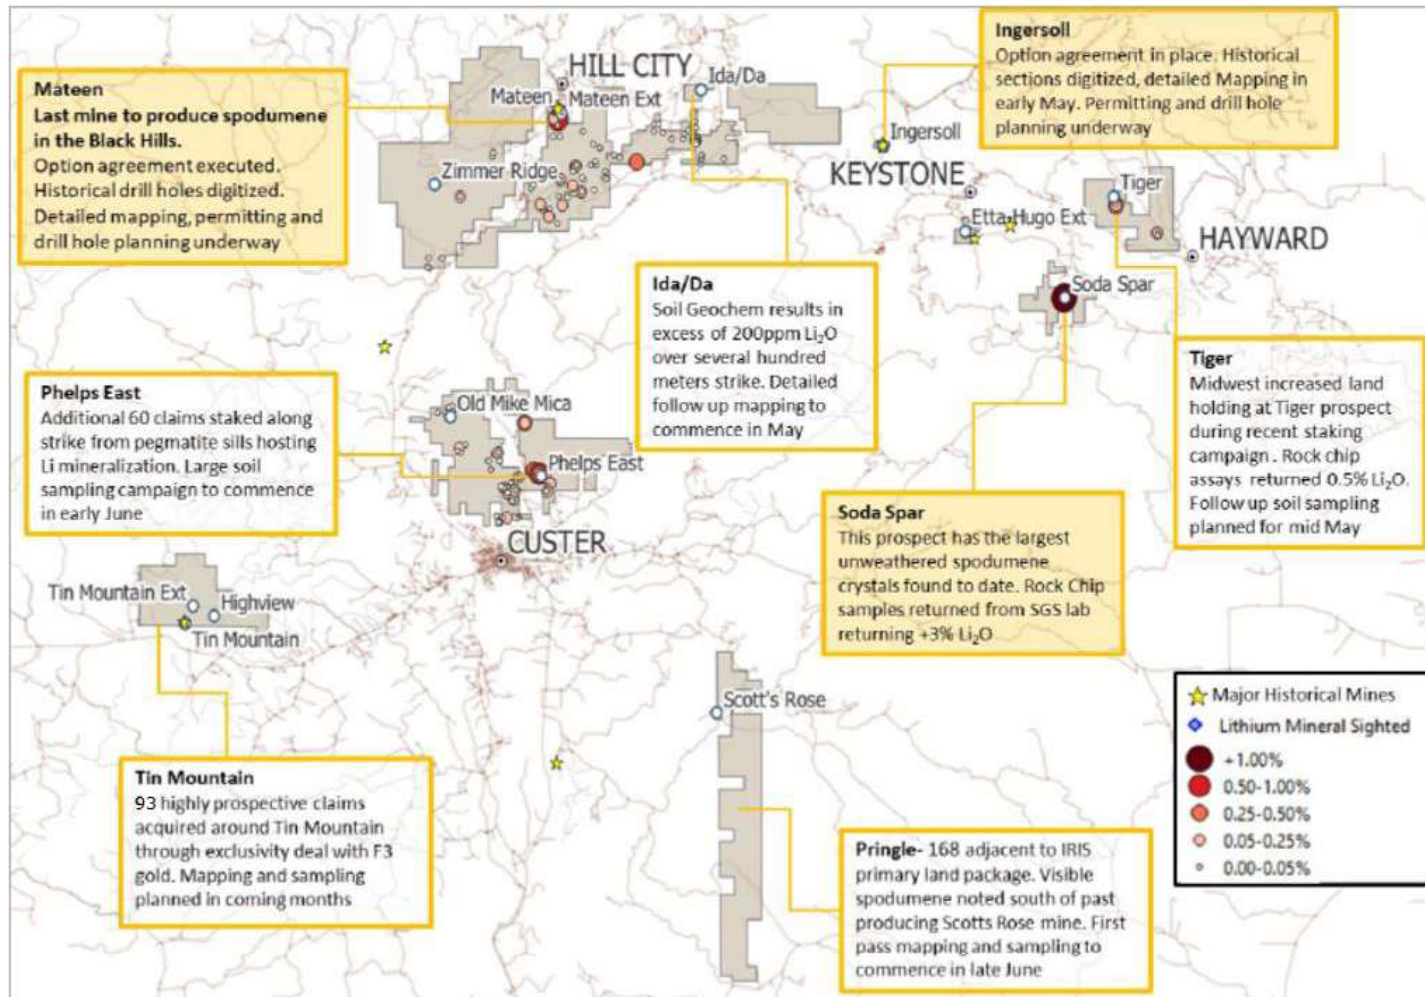 Mateen
Last mine to produce spodumene
in the Black Hills.
Option agreement executed.
Historical drill holes digitized.
Detailed mapping, permitting and
drill hole planning underway
HILL CITY
Mateen
Mateen Ext
Ida/Da
Zimmer Ridge
Ingersoll
Option agreement in place. Historical
sections digitized, detailed Mapping in
early May. Permitting and drill hole
planning underway
Ingersoll
KEYSTONE
Etta-Hugo Ext
Tiger
HAYWARD
Soda Spar
Ida/Da
Soil Geochem results in
excess of 200ppm Li₂O
over several hundred
meters strike. Detailed
follow up mapping to
commence in May
Tiger
Midwest increased land
holding at Tiger prospect
during recent staking
campaign. Rock chip
assays returned 0.5% Li₂O.
Follow up soil sampling
planned for mid May
Phelps East
Additional 60 claims staked along
strike from pegmatite sills hosting
Li mineralization. Large soil
sampling campaign to commence
in early June
Old Mike Mica
Phelps East
CUSTER
Soda Spar
This prospect has the largest
unweathered spodumene
crystals found to date. Rock Chip
samples returned from SGS lab
returning +3% Li₂O
Tin Mountain Ext
Highview
Tin Mountain
Scott's Rose
Tin Mountain
93 highly prospective claims
acquired around Tin Mountain
through exclusivity deal with F3
gold. Mapping and sampling
planned in coming months
Pringle- 168 adjacent to IRIS
primary land package. Visible
spodumene noted south of past
producing Scotts Rose mine. First
pass mapping and sampling to
commence in late June
Major Historical Mines
Lithium Mineral Sighted
+1.00%
0.50-1.00%
0.25-0.50%
0.05-0.25%
0.00-0.05%